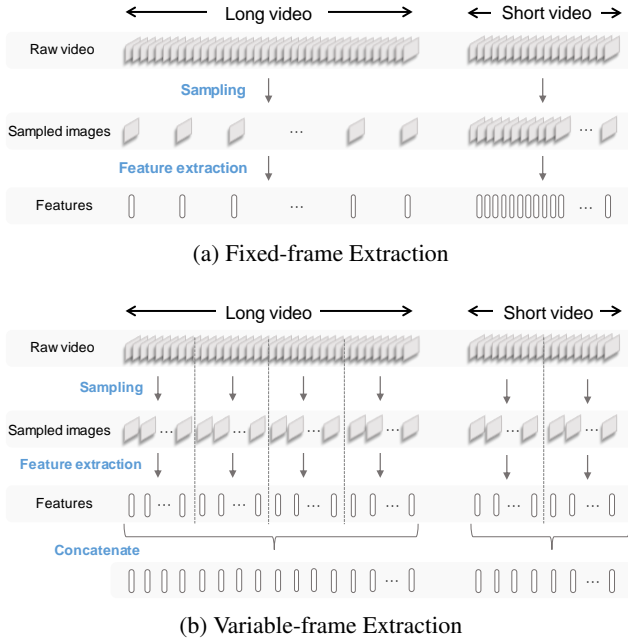 Long video Short video
Raw video
Sampling
Sampled images ... ...
Feature extraction
Features ... ...
(a) Fixed-frame Extraction
Long video Short video
Raw video
Sampling
Sampled images ... ... ... ... ... ...
Feature extraction
Features ... ... ... ... ... ...
Concatenate
... ...
(b) Variable-frame Extraction